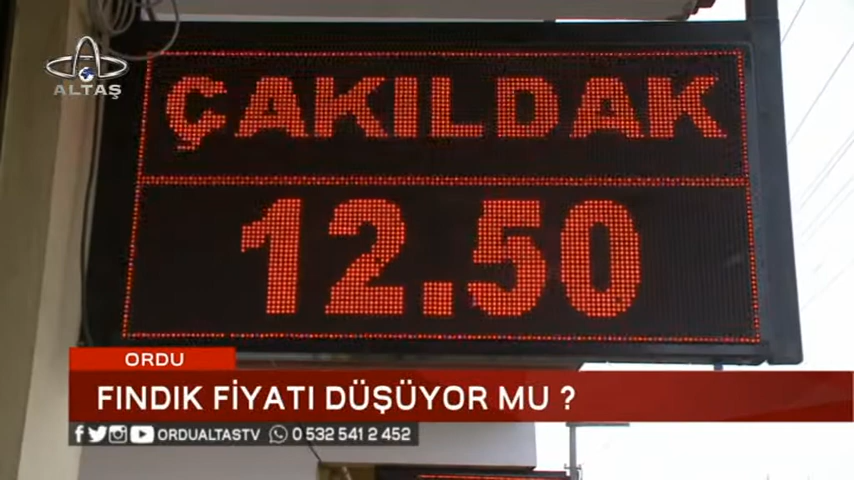 ALTAŞ
ÇAKILDAK
12.50
ORDU
FINDIK FİYATI DÜŞÜYOR MU ?
ORDUALTASTV 0 532 541 2 452